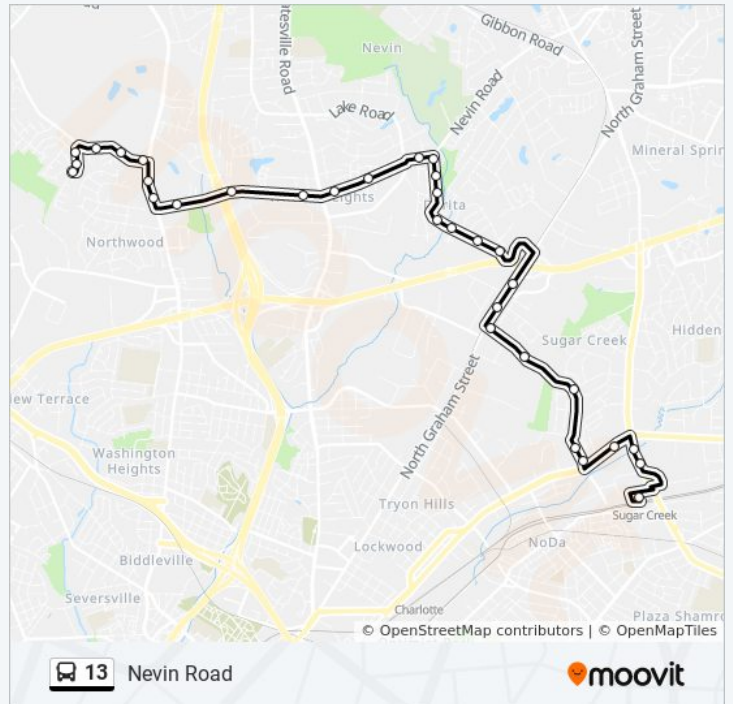 Gibbon Road
North Graham Street
Nevin
Lake Road
Nevin Road
Mineral Sprin
Northwood
Sugar Creek
Hidden
ew Terrace
Washington
Heights
North Graham Street
Tryon Hills
Sugar Creek
Lockwood
NoDa
Biddleville
Seversville
Charlotte
Plaza Shamro
© OpenStreetMap contributors | © OpenMapTiles
13 Nevin Road
moovit